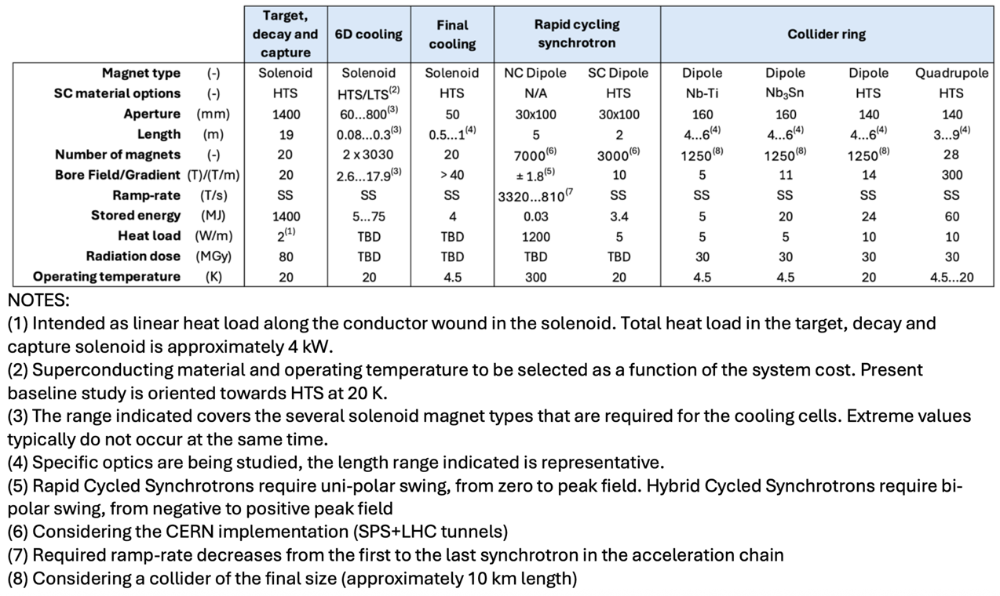 Target, decay and capture 6D cooling Final cooling Rapid cycling synchrotron Collider ring
Magnet type (-) Solenoid Solenoid Solenoid NC Dipole SC Dipole Dipole Dipole Dipole Quadrupole
SC material options (-) HTS HTS/LTS(2) HTS N/A HTS Nb-Ti Nb3Sn HTS HTS
Aperture (mm) 1400 60...800(3) 50 30x100 30x100 160 160 140 140
Length (m) 19 0.08...0.3(3) 0.5...1(4) 5 2 4...6(4) 4...6(4) 4...6(4) 3...9(4)
Number of magnets (-) 20 2 x 3030 20 7000(6) 3000(6) 1250(8) 1250(8) 1250(8) 28
Bore Field/Gradient (T)/(T/m) 20 2.6...17.9(3) > 40 ± 1.8(5) 10 5 11 14 300
Ramp-rate (T/s) SS SS SS 3320...810(7 SS SS SS SS SS
Stored energy (MJ) 1400 5...75 4 0.03 3.4 5 20 24 60
Heat load (W/m) 2(1) TBD TBD 1200 5 5 5 10 10
Radiation dose (MGy) 80 TBD TBD TBD TBD 30 30 30 30
Operating temperature (K) 20 20 4.5 300 20 4.5 4.5 20 4.5...20
NOTES:
(1) Intended as linear heat load along the conductor wound in the solenoid. Total heat load in the target, decay and
capture solenoid is approximately 4 kW.
(2) Superconducting material and operating temperature to be selected as a function of the system cost. Present
baseline study is oriented towards HTS at 20 K.
(3) The range indicated covers the several solenoid magnet types that are required for the cooling cells. Extreme values
typically do not occur at the same time.
(4) Specific optics are being studied, the length range indicated is representative.
(5) Rapid Cycled Synchrotrons require uni-polar swing, from zero to peak field. Hybrid Cycled Synchrotrons require bi-
polar swing, from negative to positive peak field
(6) Considering the CERN implementation (SPS+LHC tunnels)
(7) Required ramp-rate decreases from the first to the last synchrotron in the acceleration chain
(8) Considering a collider of the final size (approximately 10 km length)